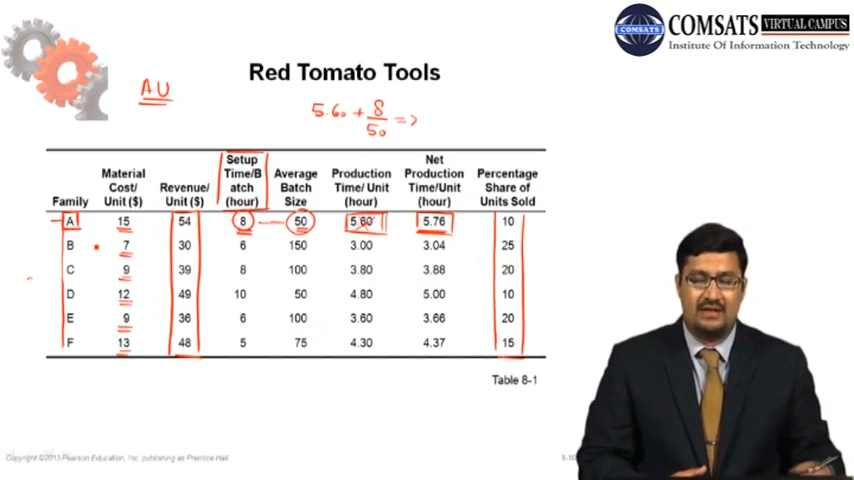 COMSATS VIRTUAL CAMPUS
COMSATS
Institute Of Information Technology
Red Tomato Tools
AU
5.60 + 8/50 =>
Family Material Cost/ Unit ($) Revenue/ Unit ($) Setup Time/B atch (hour) Average Batch Size Production Time/ Unit (hour) Net Production Time/Unit (hour) Percentage Share of Units Sold
A 15 54 8 50 5.60 5.76 10
B 7 30 6 150 3.00 3.04 25
C 9 39 8 100 3.80 3.88 20
D 12 49 10 50 4.80 5.00 10
E 9 36 6 100 3.60 3.66 20
F 13 48 5 75 4.30 4.37 15
Table 8-1
Copyright ©2013 Pearson Education, Inc. publishing as Prentice Hall
8-10